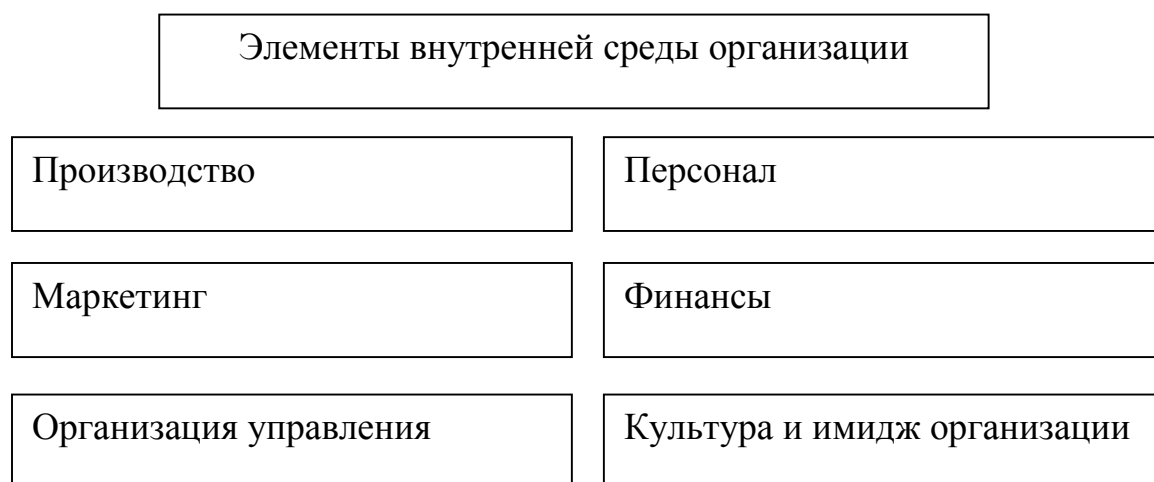 Элементы внутренней среды организации
Производство
Персонал
Маркетинг
Финансы
Организация управления
Культура и имидж организации